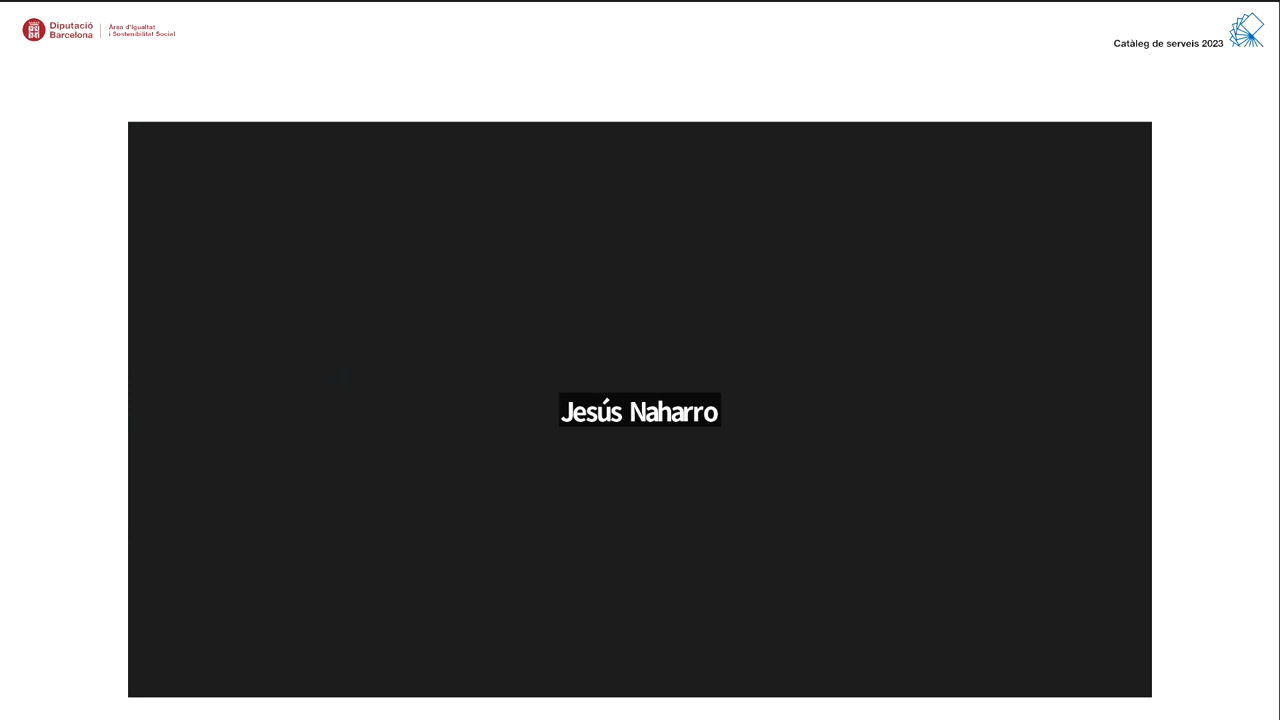 Diputació
Barcelona
Àrea d'Igualtat
i Sostenibilitat Social
Catàleg de serveis 2023
Jesús Naharro